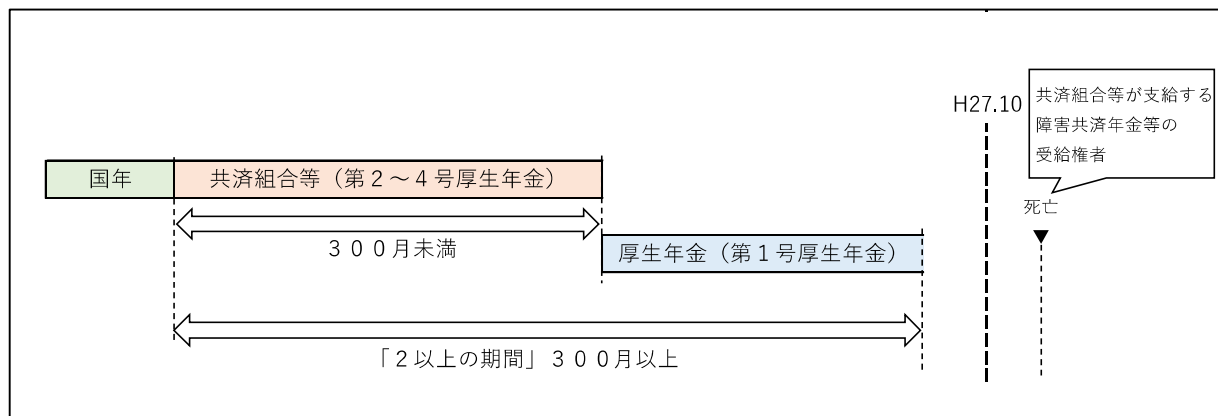 H27.10
共済組合等が支給する
障害共済年金等の
受給権者
国年
共済組合等（第２～４号厚生年金）
死亡
３００月未満
厚生年金（第１号厚生年金）
「２以上の期間」３００月以上